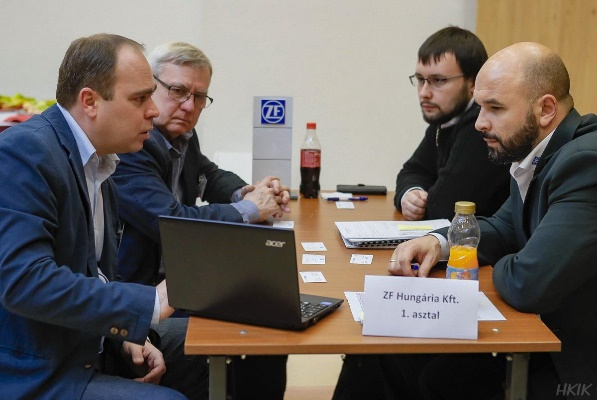 ZF
acer
ZF Hungária Kft.
1. asztal
HKIK